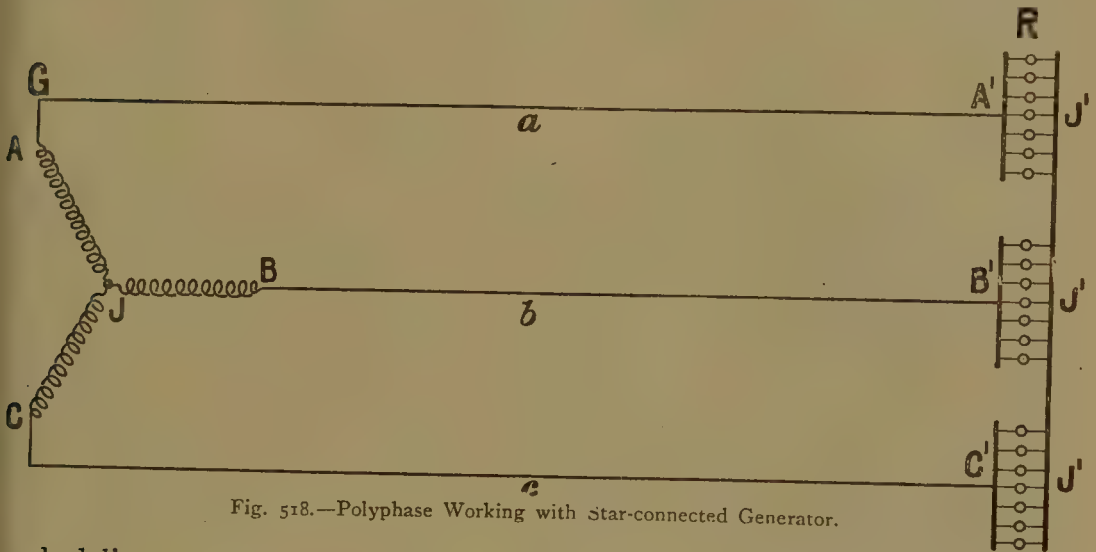 R
G
A
a
A'
J'
B
J
b
B'
J'
C
c
C'
J'
Fig. 518.—Polyphase Working with Star-connected Generator.